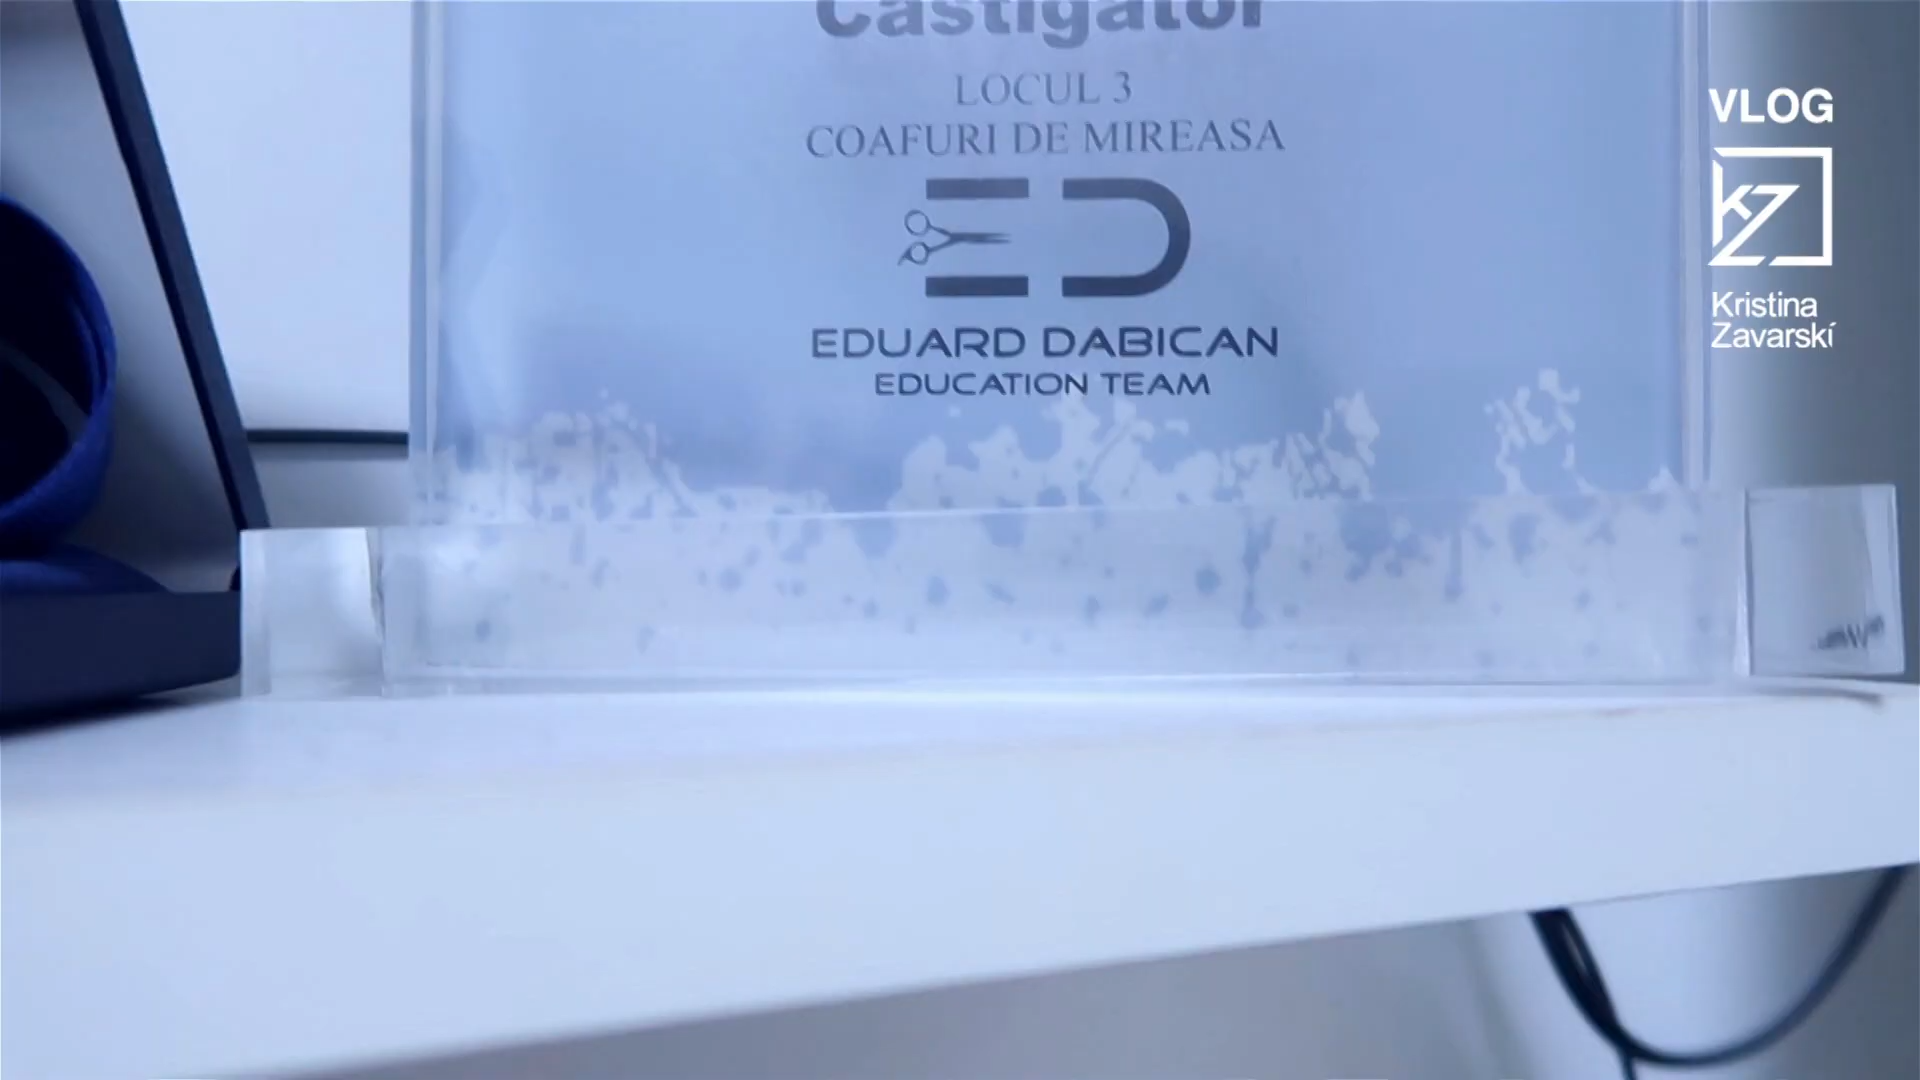 Castigator
LOCUL 3
COAFURI DE MIREASA
ED
EDUARD DABICAN
EDUCATION TEAM
VLOG
KZ
Kristina
Zavarskí